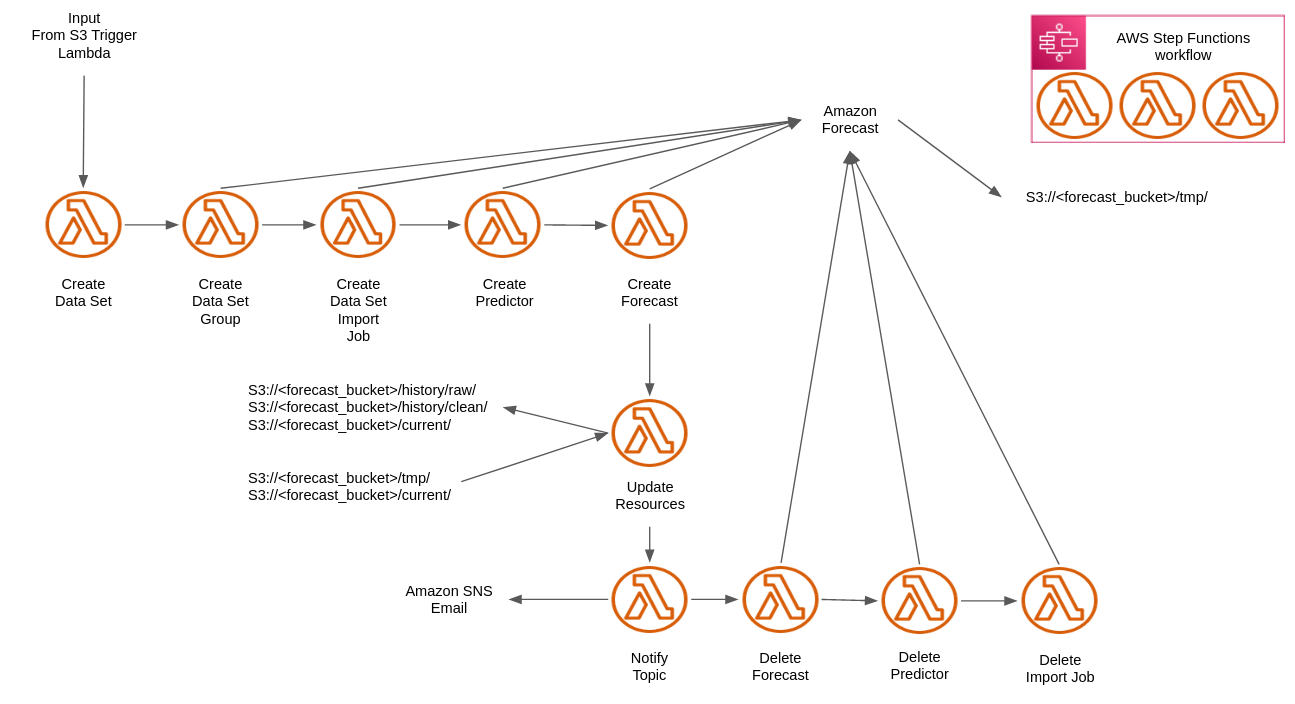 Input
From S3 Trigger
Lambda
AWS Step Functions
workflow
Amazon
Forecast
S3://<forecast_bucket>/tmp/
Create
Data Set
Create
Data Set
Group
Create
Data Set
Import
Job
Create
Predictor
Create
Forecast
S3://<forecast_bucket>/history/raw/
S3://<forecast_bucket>/history/clean/
S3://<forecast_bucket>/current/
S3://<forecast_bucket>/tmp/
S3://<forecast_bucket>/current/
Update
Resources
Amazon SNS
Email
Notify
Topic
Delete
Forecast
Delete
Predictor
Delete
Import Job